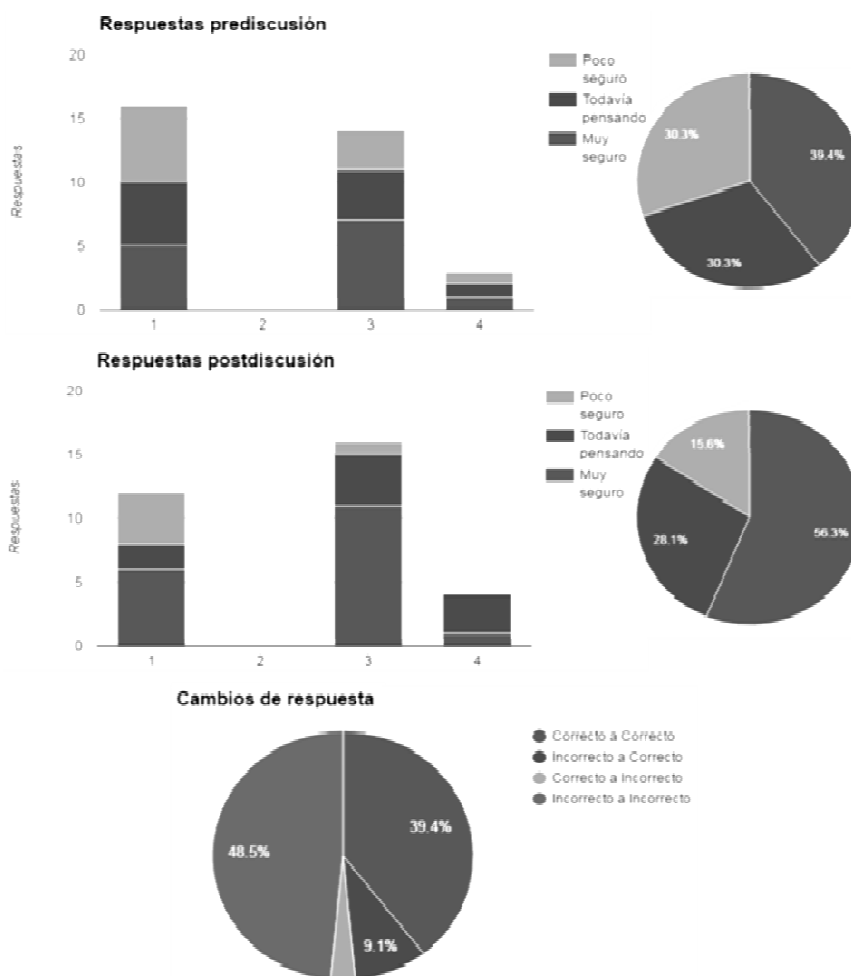 Respuestas prediscusión
20
15
10
5
0
Respuestas
1 2 3 4
Poco
seguro
Todavía
pensando
Muy
seguro
30.3%
39.4%
30.3%
Respuestas postdiscusión
20
15
10
5
0
Respuestas
1 2 3 4
Poco
seguro
Todavía
pensando
Muy
seguro
15.6%
28.1%
56.3%
Cambios de respuesta
48.5%
39.4%
9.1%
Correcto a Correcto
Incorrecto a Correcto
Correcto a Incorrecto
Incorrecto a Incorrecto